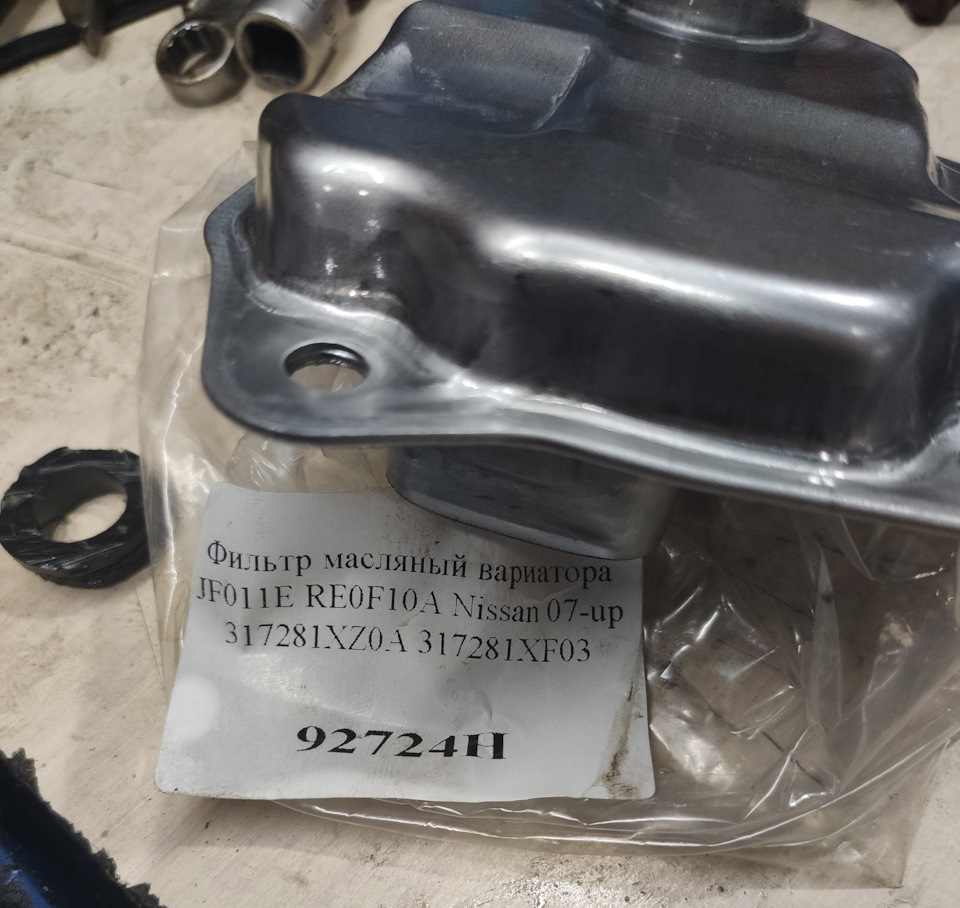 Фильтр масляный вариатора
JF011E RE0F10A Nissan 07-up
317281XZ0A 317281XF03
92724H